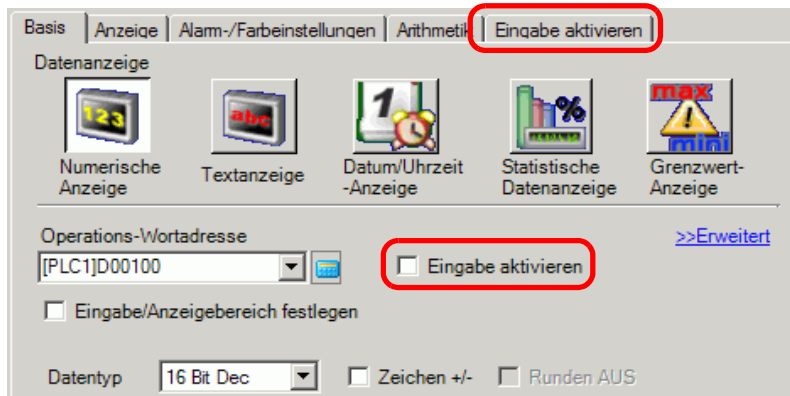 Basis Anzeige Alarm-/Farbeinstellungen Arithmetik Eingabe aktivieren
Datenanzeige
123 abc 1 % max mini
Numerische Anzeige
Textanzeige
Datum/Uhrzeit -Anzeige
Statistische Datenanzeige
Grenzwert- Anzeige
Operations-Wortadresse >>Erweitert
[PLC1]D00100 Eingabe aktivieren
Eingabe/Anzeigebereich festlegen
Datentyp 16 Bit Dec Zeichen +/- Runden AUS